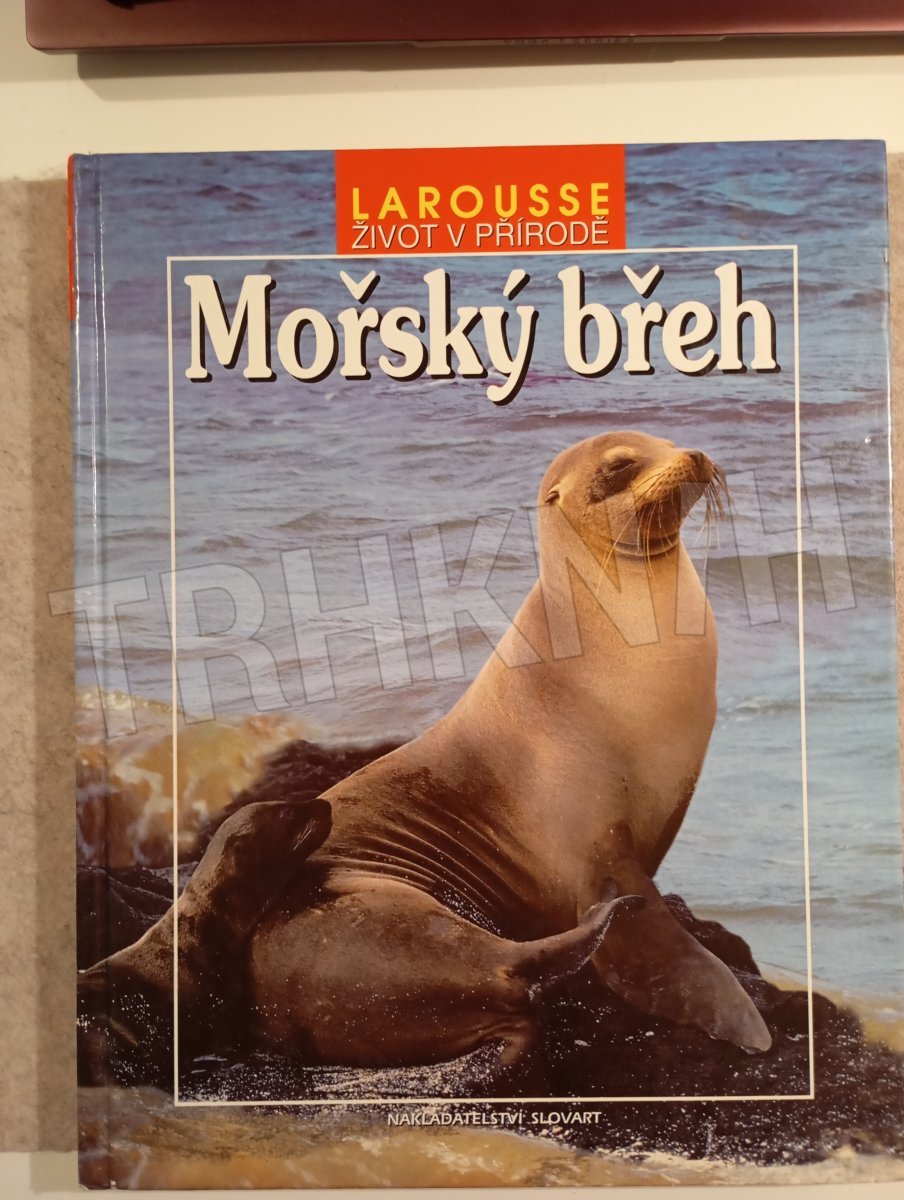 LAROUSSE
ŽIVOT V PŘÍRODĚ
Mořský břeh
TRHKNIH
NAKLADATELSTVÍ SLOVART